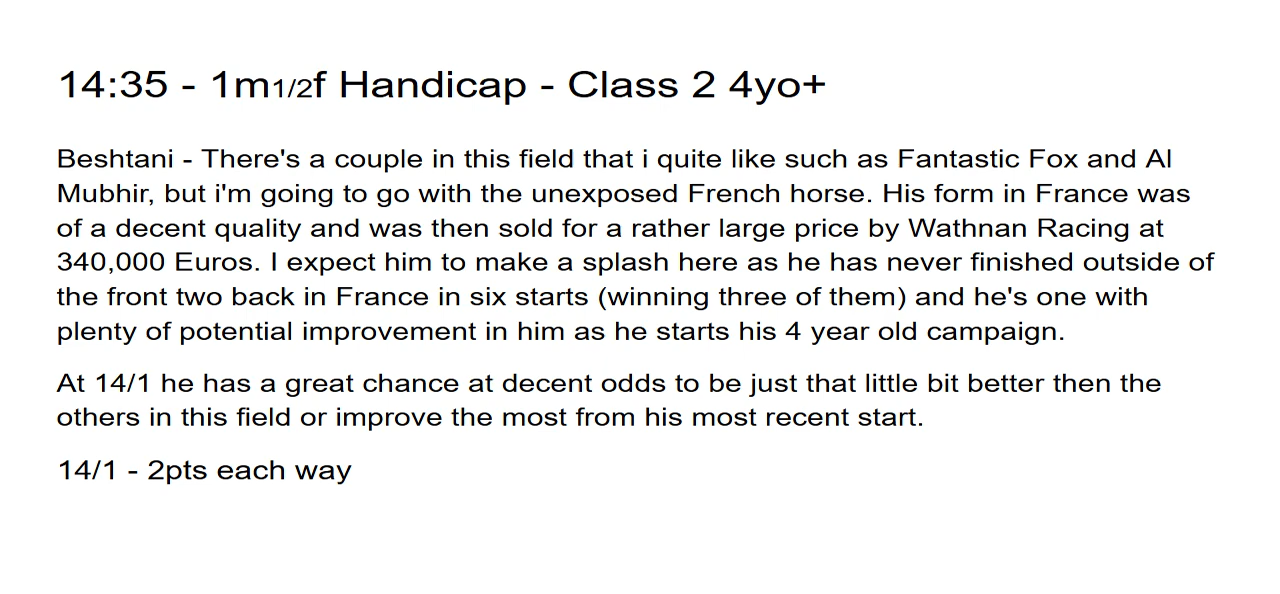 14:35 - 1m1/2f Handicap - Class 2 4yo+
Beshtani - There's a couple in this field that i quite like such as Fantastic Fox and Al
Mubhir, but i'm going to go with the unexposed French horse. His form in France was
of a decent quality and was then sold for a rather large price by Wathnan Racing at
340,000 Euros. I expect him to make a splash here as he has never finished outside of
the front two back in France in six starts (winning three of them) and he's one with
plenty of potential improvement in him as he starts his 4 year old campaign.
At 14/1 he has a great chance at decent odds to be just that little bit better then the
others in this field or improve the most from his most recent start.
14/1 - 2pts each way